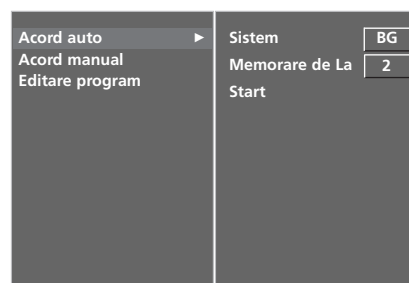 Acord auto ►
Acord manual
Editare program
Sistem BG
Memorare de La 2
Start